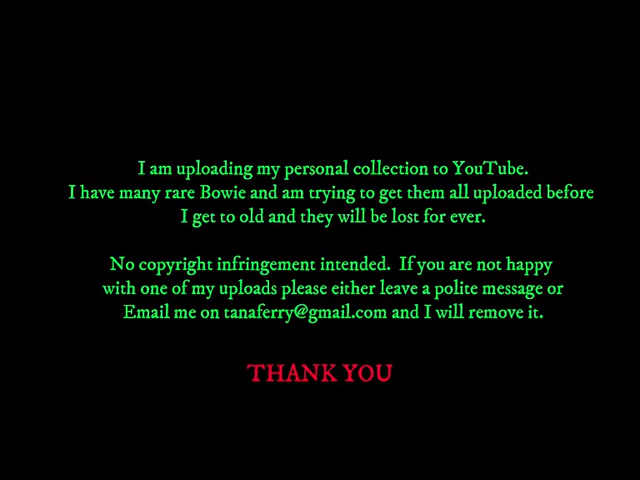 I am uploading my personal collection to YouTube.
I have many rare Bowie and am trying to get them all uploaded before
I get to old and they will be lost for ever.
No copyright infringement intended.  If you are not happy
with one of my uploads please either leave a polite message or
Email me on tanaferry@gmail.com and I will remove it.
THANK YOU